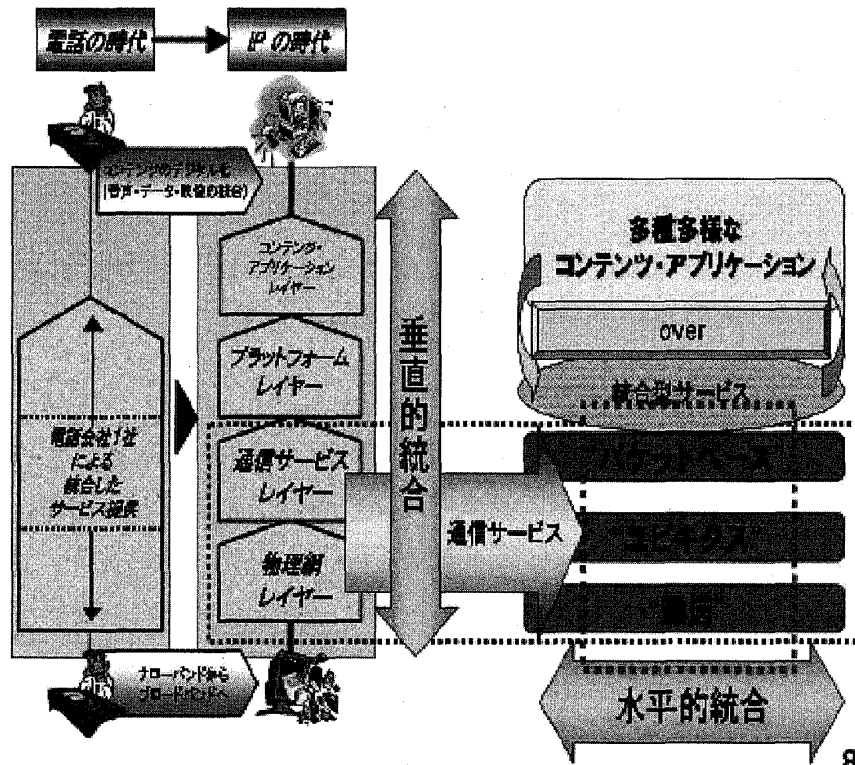 電話の時代
IP の時代
コンテンツのデジタル化
(音声・データ・映像の統合)
コンテンツ・
アプリケーション
レイヤー
プラットフォーム
レイヤー
通信サービス
レイヤー
物理網
レイヤー
電話会社1社
による
統合した
サービス提供
ナローバンドから
ブロードバンドへ
垂直的統合
通信サービス
多種多様な
コンテンツ・アプリケーション
over
統合型サービス
パケットベース
"ユビキタス"
水平的統合
8